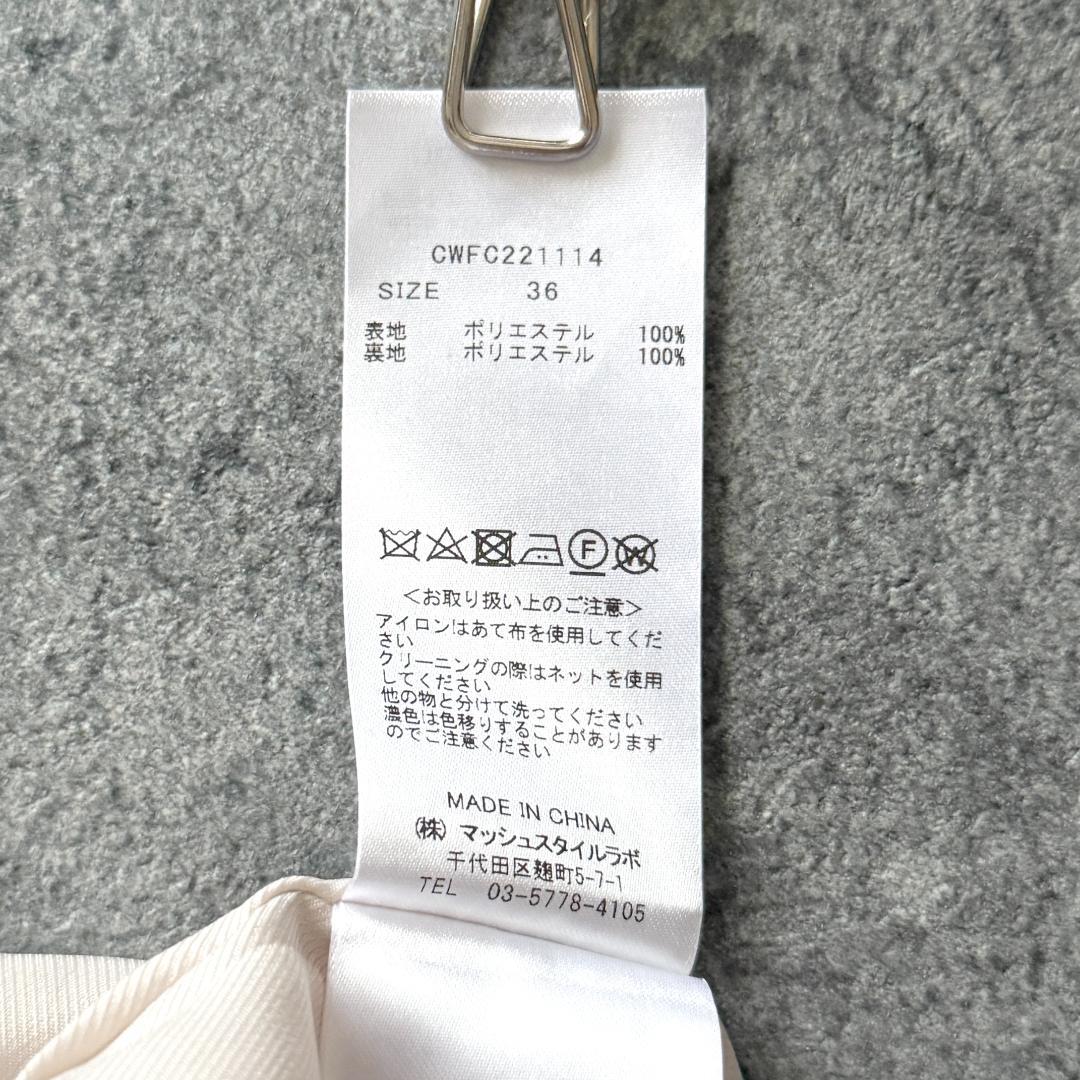 CWFC221114
SIZE 36
表地 ポリエステル 100%
裏地 ポリエステル 100%
F W
＜お取り扱い上のご注意＞
アイロンはあて布を使用してくだ
さい
クリーニングの際はネットを使用
してください
他の物と分けて洗ってください
濃色は色移りすることがあります
のでご注意ください
MADE IN CHINA
㈱ マッシュスタイルラボ
千代田区麹町5-7-1
TEL 03-5778-4105